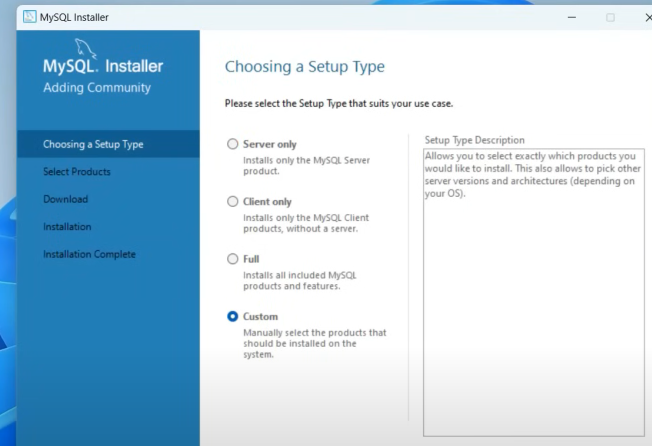 MySQL Installer
MySQL. Installer
Adding Community
Choosing a Setup Type
Select Products
Download
Installation
Installation Complete
Choosing a Setup Type
Please select the Setup Type that suits your use case.
Server only
Installs only the MySQL Server
product.
Client only
Installs only the MySQL Client
products, without a server.
Full
Installs all included MySQL
products and features.
Custom
Manually select the products that
should be installed on the
system.
Setup Type Description
Allows you to select exactly which products you
would like to install. This also allows to pick other
server versions and architectures (depending on
your OS).